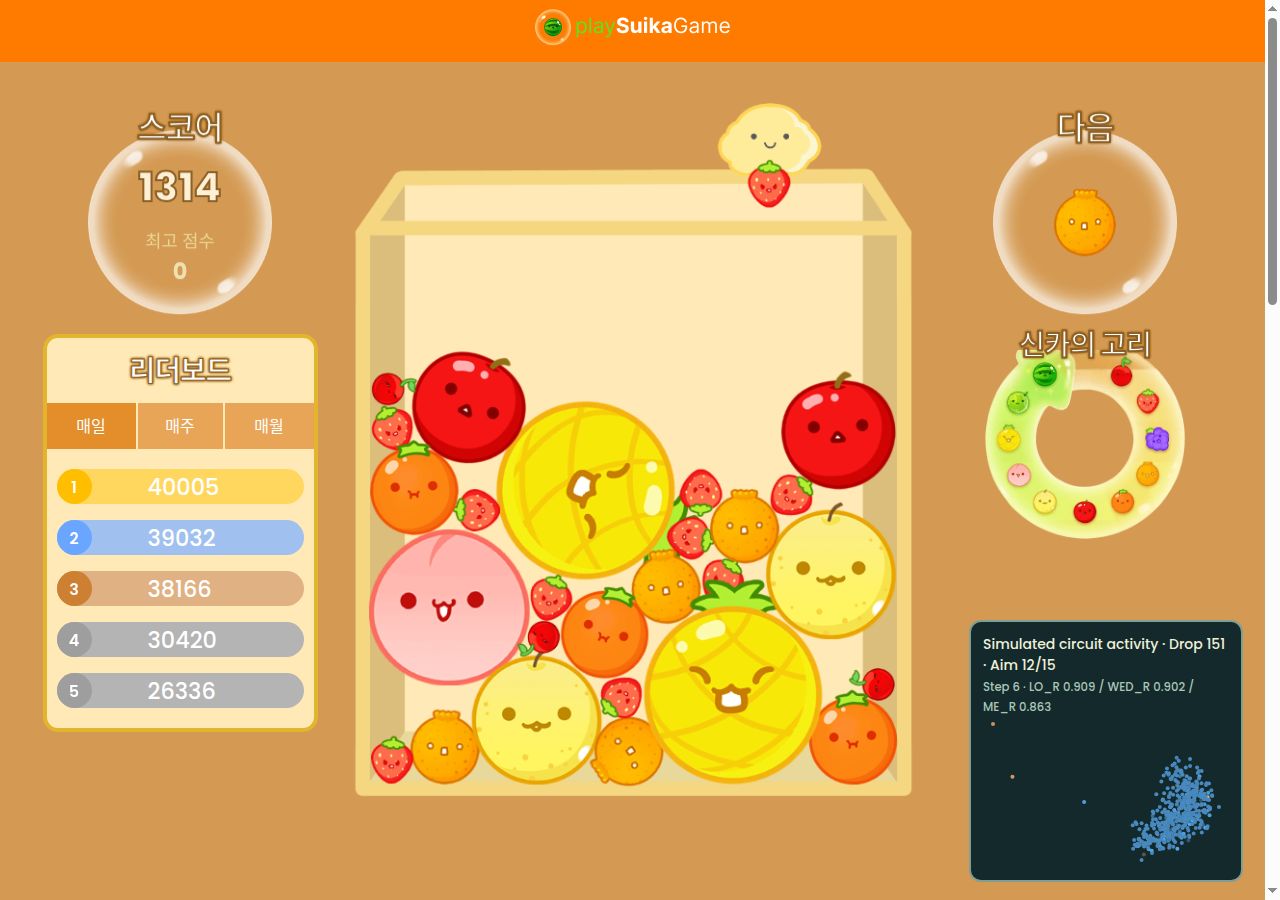 playSuikaGame
스코어
1314
최고 점수
0
다음
신카의 고리
리더보드
매일 매주 매월
1 40005
2 39032
3 38166
4 30420
5 26336
Simulated circuit activity · Drop 151
· Aim 12/15
Step 6 · LO_R 0.909 / WED_R 0.902 /
ME_R 0.863